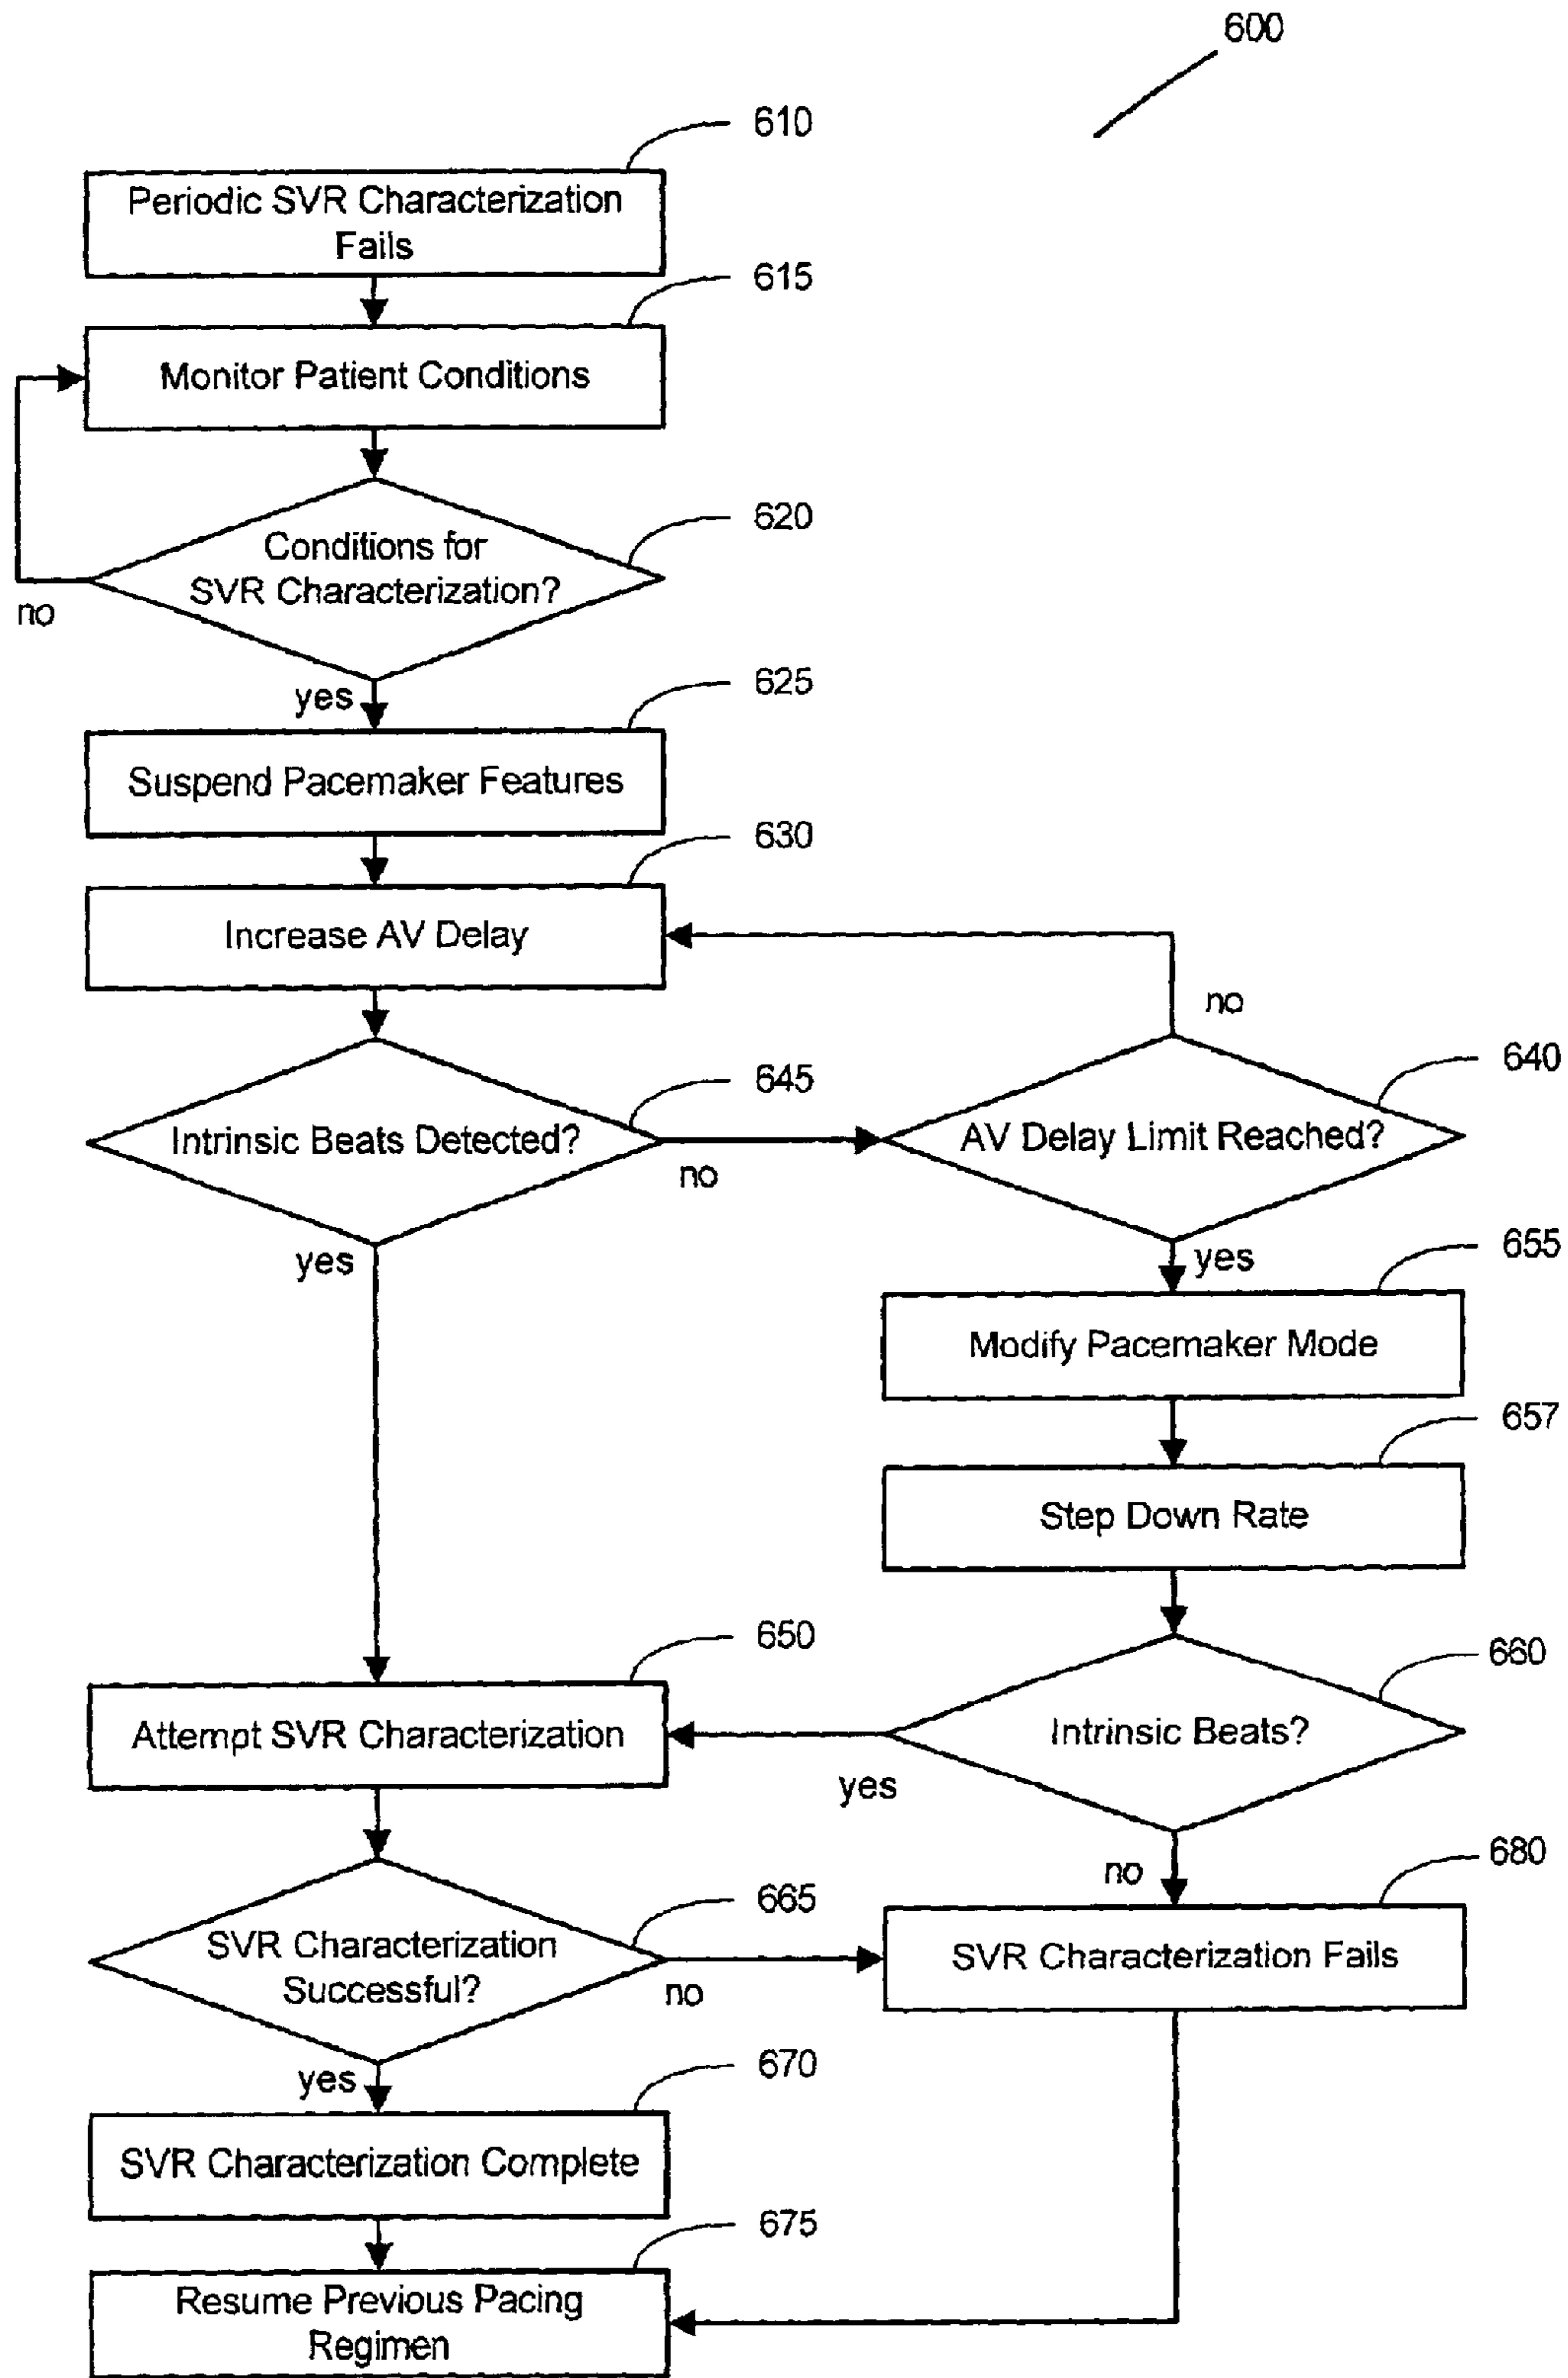 600
610
Periodic SVR Characterization
Fails
615
Monitor Patient Conditions
620
Conditions for
SVR Characterization?
no
yes
625
Suspend Pacemaker Features
630
Increase AV Delay
no
645
640
Intrinsic Beats Detected?
AV Delay Limit Reached?
no
yes
yes
655
Modify Pacemaker Mode
657
Step Down Rate
650
660
Attempt SVR Characterization
Intrinsic Beats?
yes
no
680
665
SVR Characterization
Successful?
SVR Characterization Fails
no
yes
670
SVR Characterization Complete
675
Resume Previous Pacing
Regimen